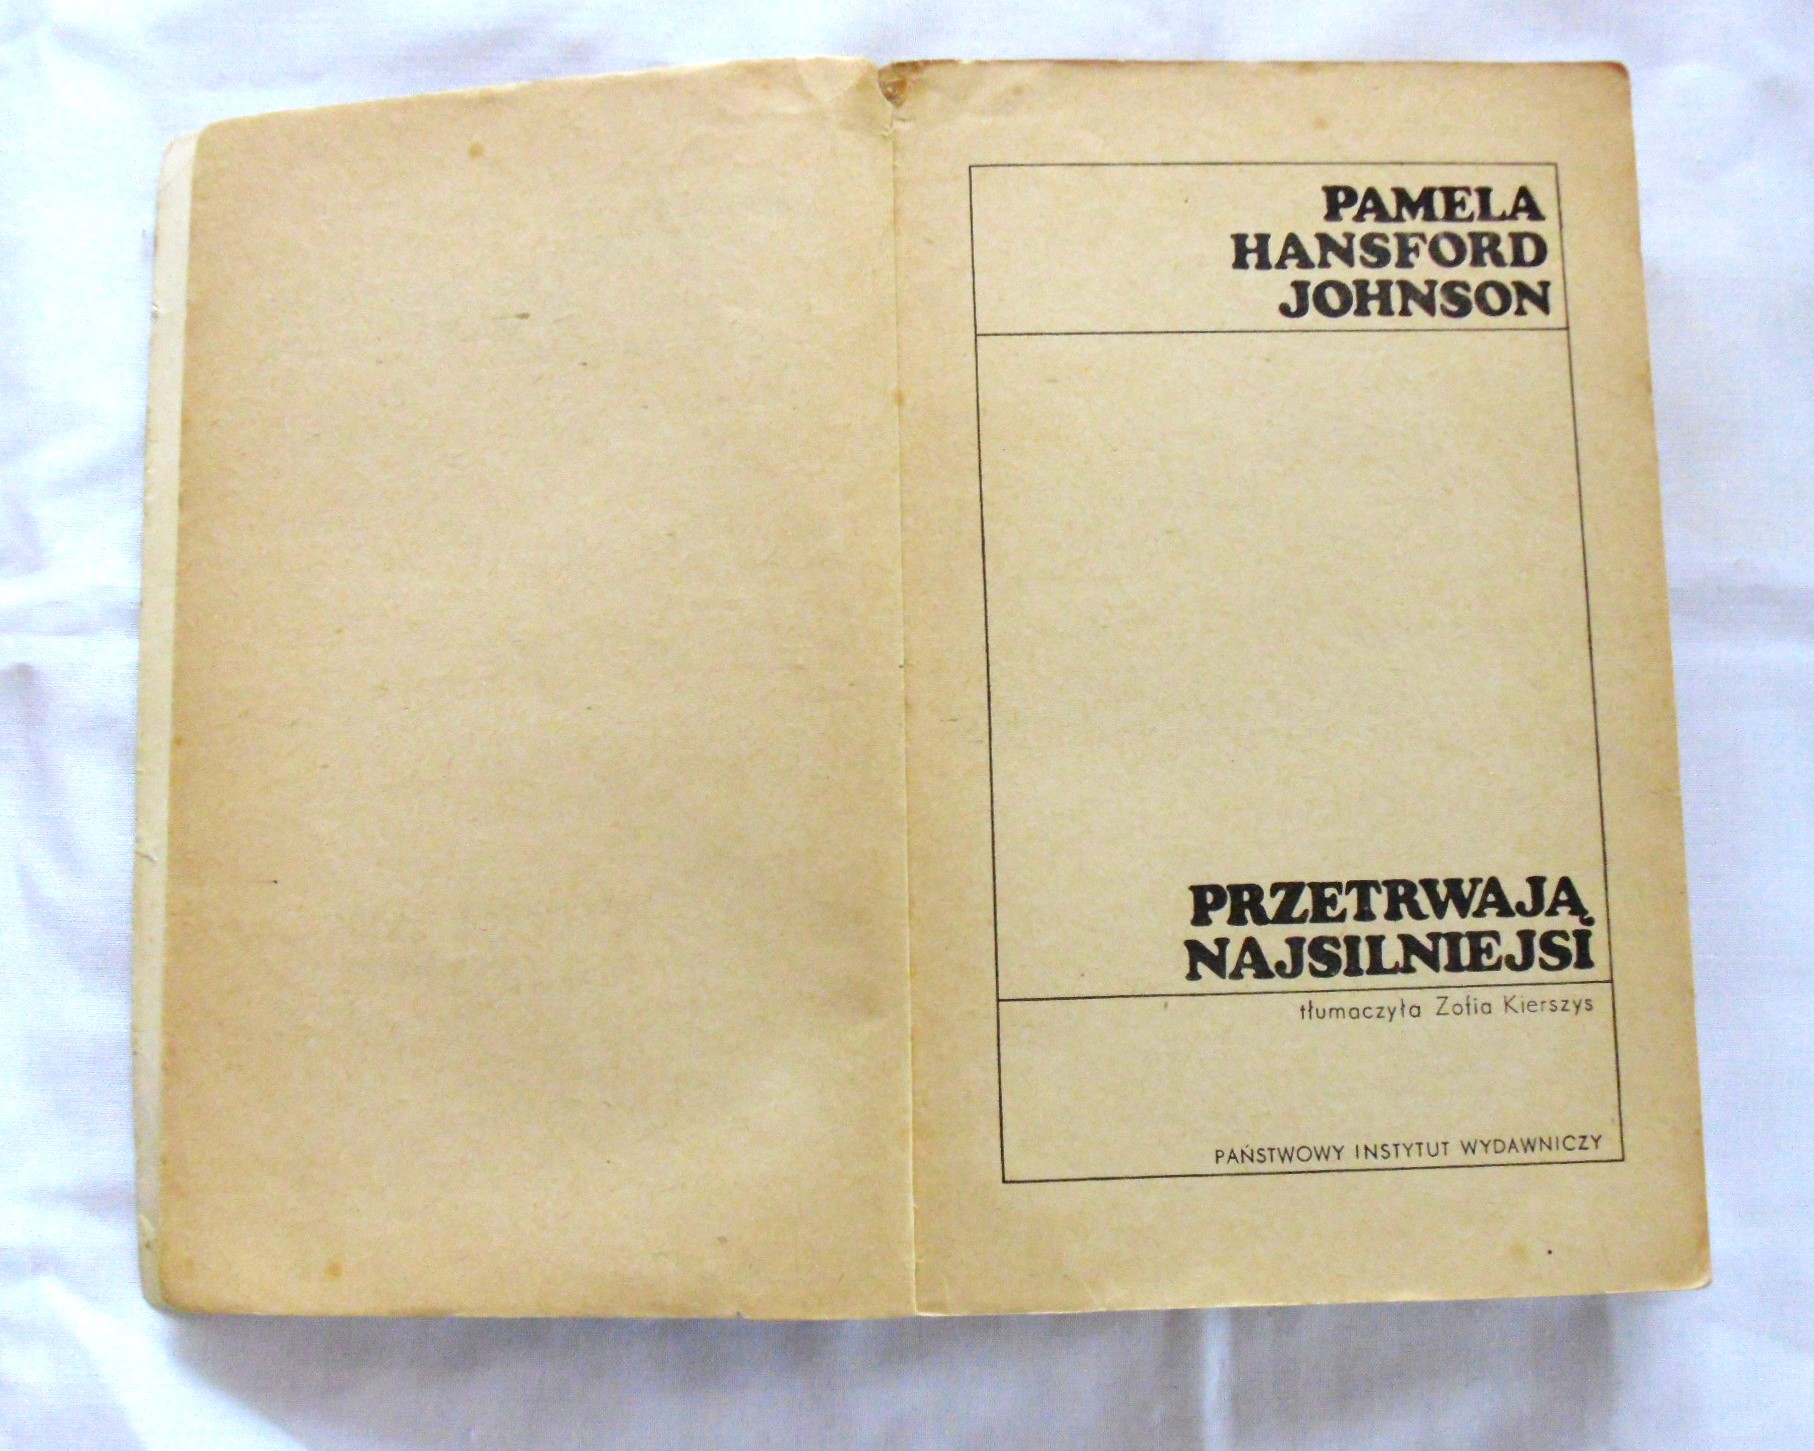 PAMELA
HANSFORD
JOHNSON
PRZETRWAJĄ
NAJSILNIEJSI
tłumaczyła Zofia Kierszys
PAŃSTWOWY INSTYTUT WYDAWNICZY